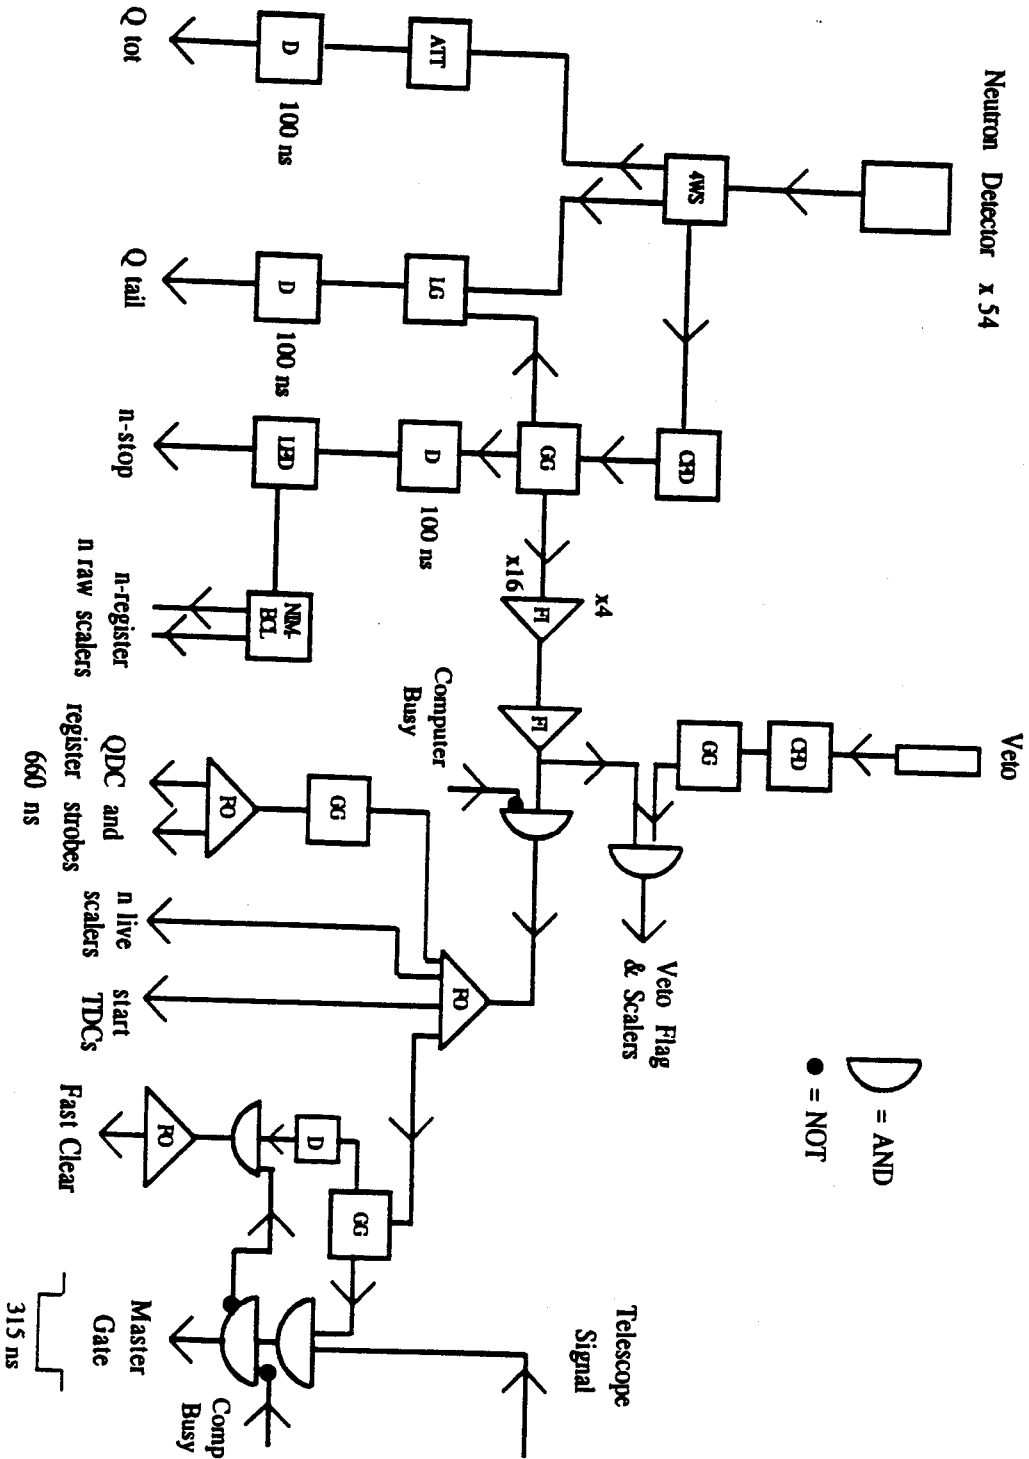 Neutron Detector x 54
Veto
= AND
= NOT
Telescope
Signal
4WS
CFD
CFD
GG
Veto Flag
& Scalers
ATT
LG
GG
x4
x16
FI
FI
Computer
Busy
D
100 ns
D
100 ns
D
100 ns
LED
NIM-
ECL
GG
FO
FO
GG
D
FO
Q tot
Q tail
n-stop
n-register
n raw scalers
QDC and
register strobes
660 ns
n live
scalers
start
TDCs
Fast Clear
Master
Gate
315 ns
Comp
Busy